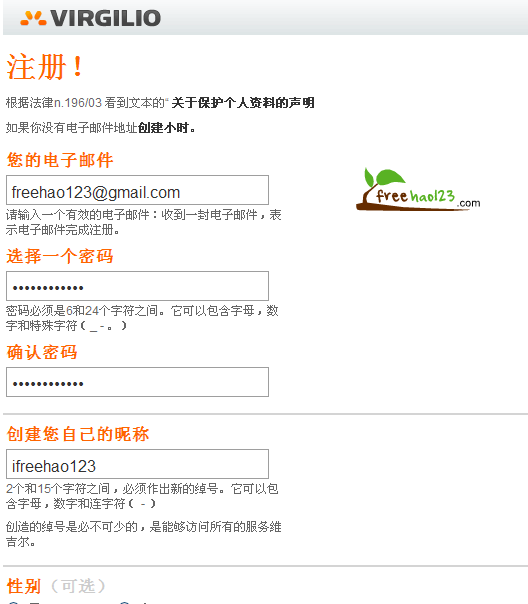 VIRGILIO
注册！
根据法律n.196/03 看到文本的“ 关于保护个人资料的声明
如果你没有电子邮件地址创建小时。
您的电子邮件
freehao123@gmail.com
freehao123.com
请输入一个有效的电子邮件：收到一封电子邮件，表
示电子邮件完成注册。
选择一个密码
••••••••••••
密码必须是6和24个字符之间。它可以包含字母，数
字和特殊字符（ _ - 。）
确认密码
••••••••••••
创建您自己的昵称
ifreehao123
2个和15个字符之间，必须作出新的绰号。它可以包
含字母，数字和连字符（ - ）
创造的绰号是必不可少的，是能够访问所有的服务维
吉尔。
性别（可选）